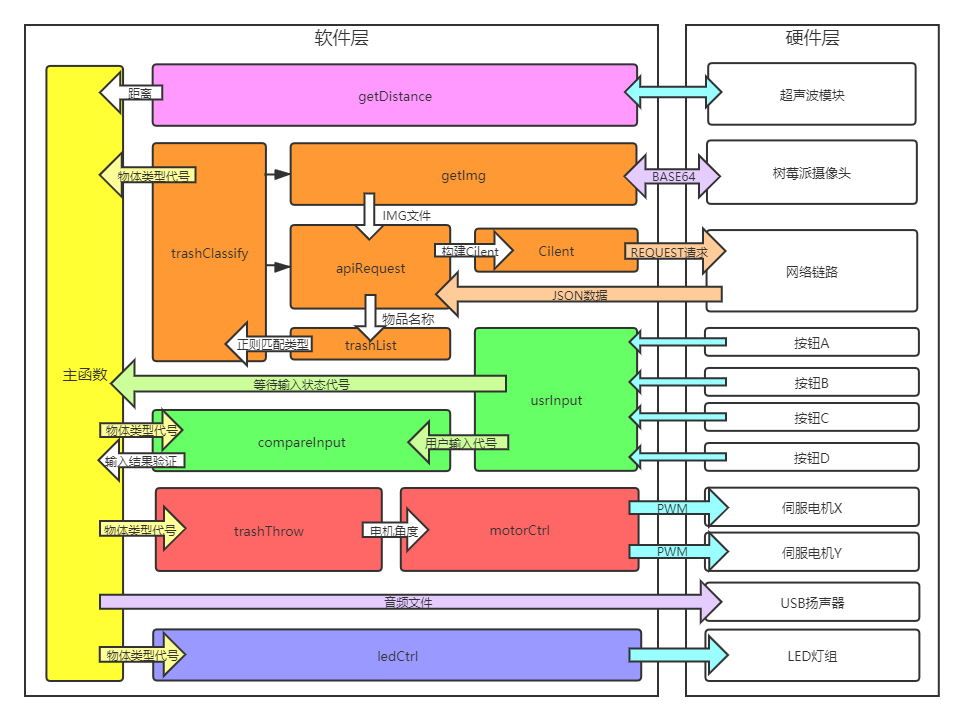 软件层
硬件层
距离
getDistance
超声波模块
物体类型代号
getImg
BASE64
树莓派摄像头
IMG文件
trashClassify
apiRequest
构建Cilent
Cilent
REQUEST请求
网络链路
JSON数据
物品名称
正则匹配类型
trashList
按钮A
主函数
等待输入状态代号
usrInput
按钮B
按钮C
物体类型代号
compareInput
用户输入代号
输入结果验证
按钮D
物体类型代号
trashThrow
电机角度
motorCtrl
PWM
伺服电机X
PWM
伺服电机Y
音频文件
USB扬声器
物体类型代号
ledCtrl
LED灯组